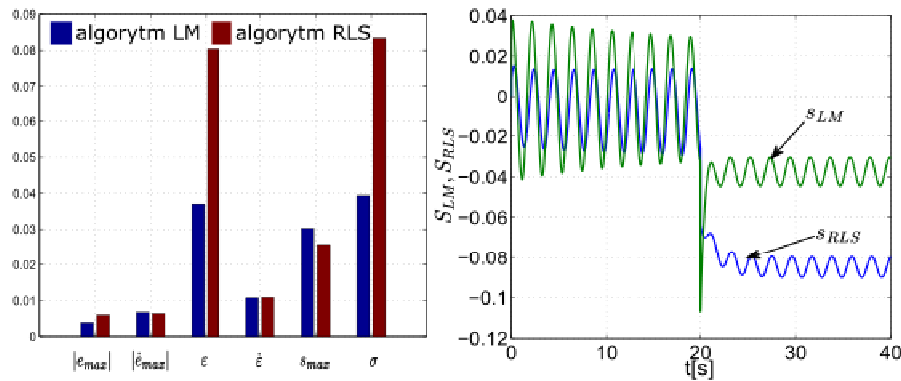 0.09
0.08
0.07
0.06
0.05
0.04
0.03
0.02
0.01
0
algorytm LM algorytm RLS
|e_max| |ė_max| ε ε̇ s_max σ
0.04
0.02
0
−0.02
−0.04
−0.06
−0.08
−0.1
−0.12
S_LM, S_RLS
s_LM
s_RLS
0 10 20 30 40
t[s]